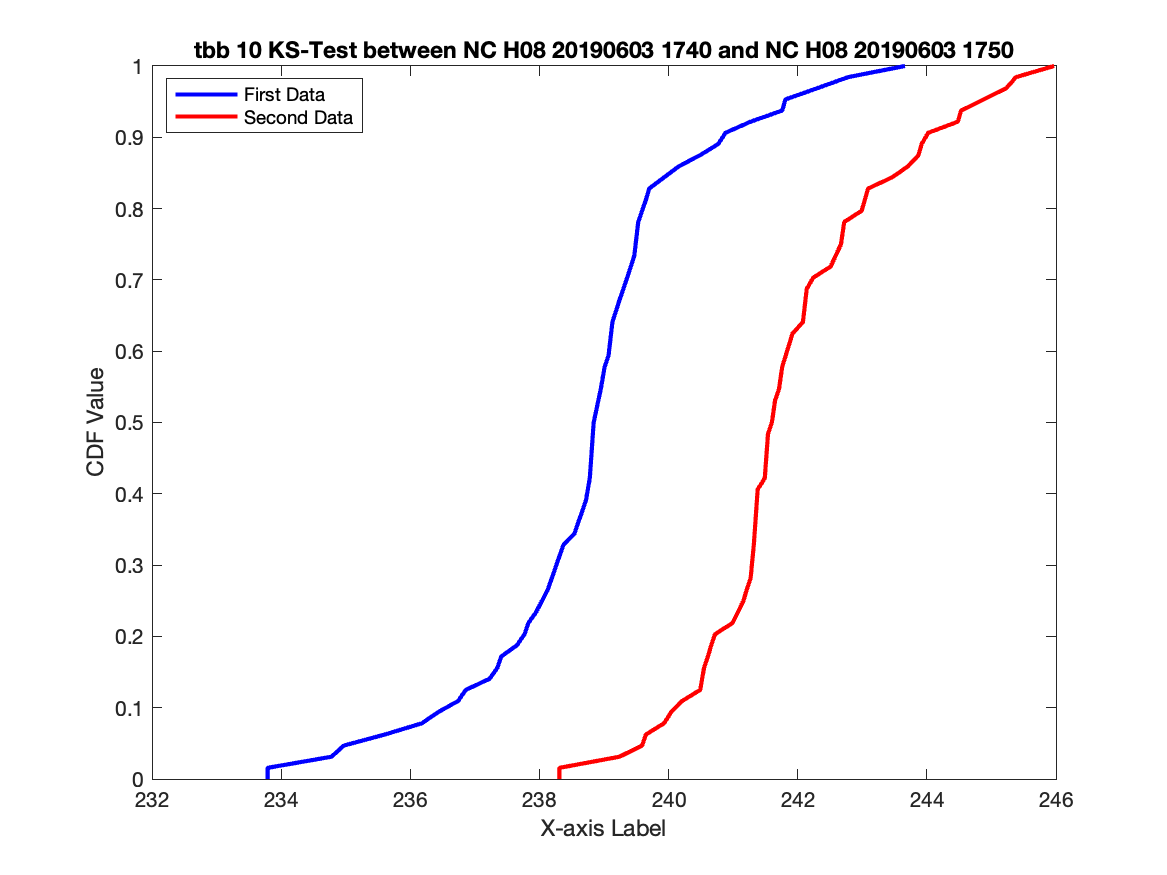 tbb 10 KS-Test between NC H08 20190603 1740 and NC H08 20190603 1750
First Data
Second Data
CDF Value
1
0.9
0.8
0.7
0.6
0.5
0.4
0.3
0.2
0.1
0
232 234 236 238 240 242 244 246
X-axis Label